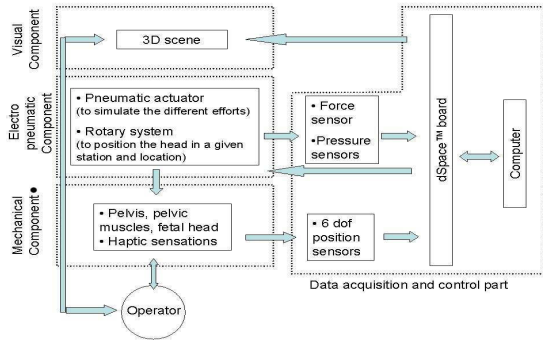 Visual
Component
3D scene
Electro
pneumatic
Component
• Pneumatic actuator
(to simulate the different efforts)
• Rotary system
(to position the head in a given
station and location)
• Force
sensor
•Pressure
sensors
dSpace™ board
Computer
Mechanical
Component●
• Pelvis, pelvic
muscles, fetal head
• Haptic sensations
• 6 dof
position
sensors
Data acquisition and control part
Operator